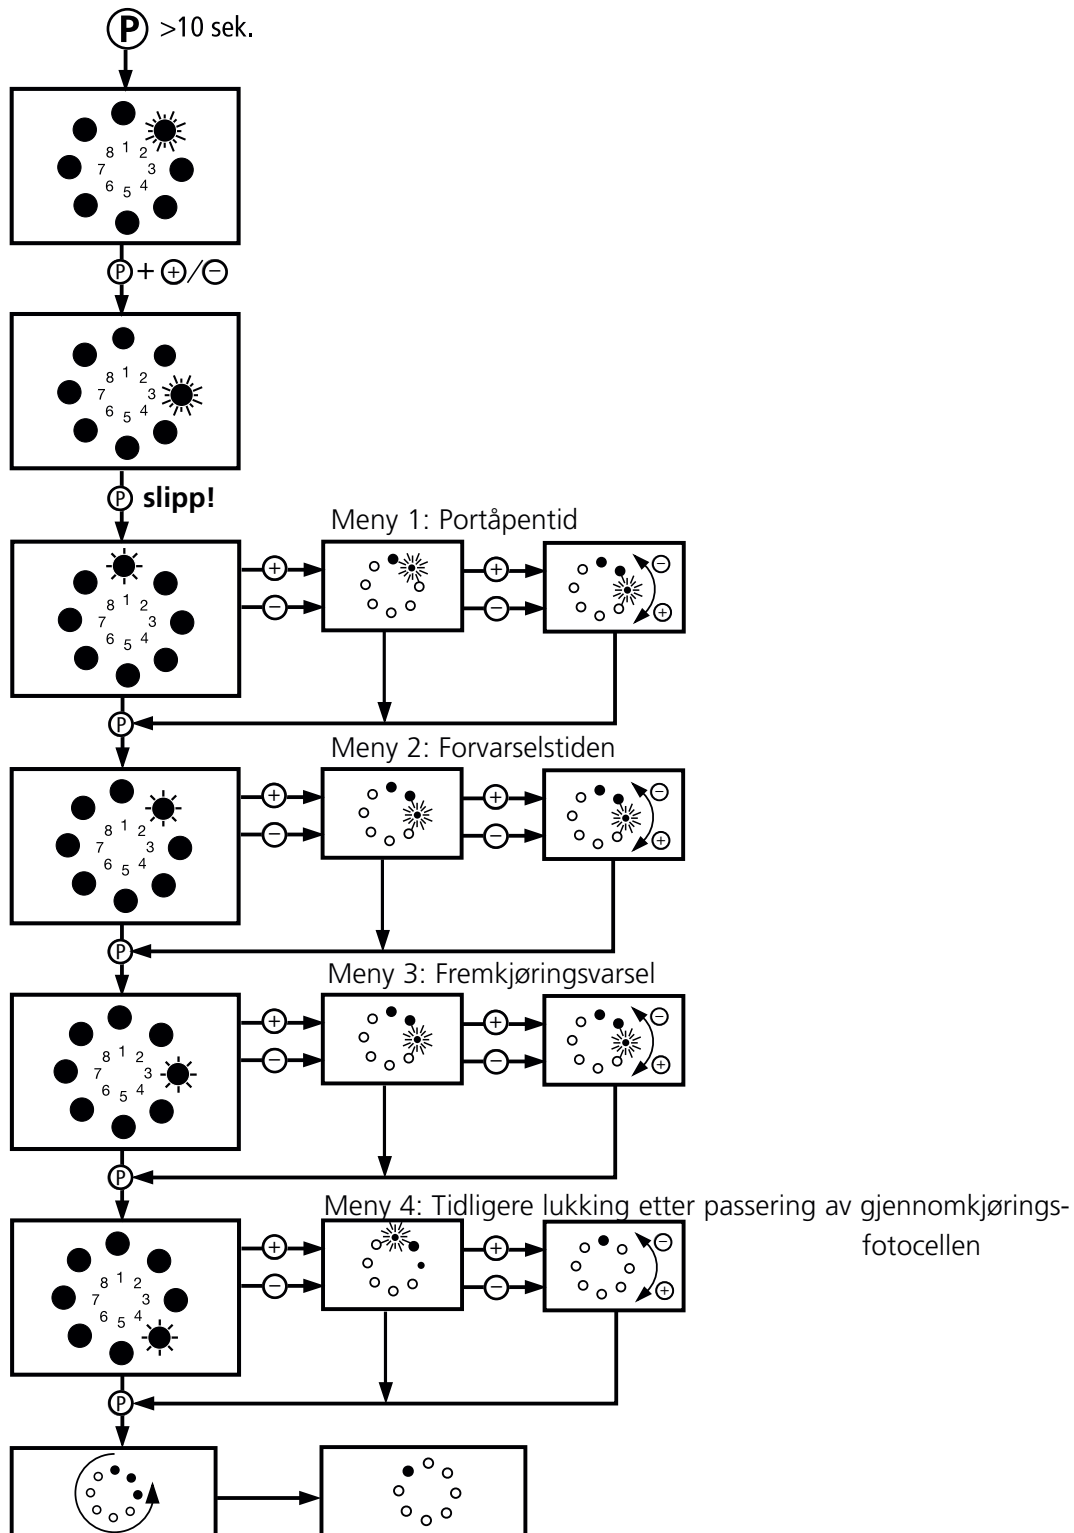 P >10 sek.
8 1 2
7 3
6 5 4
P + + / −
8 1 2
7 3
6 5 4
P slipp!
Meny 1: Portåpentid
+ + −
8 1 2
7 3
6 5 4
− − +
P
Meny 2: Forvarselstiden
+ + −
8 1 2
7 3
6 5 4
− − +
P
Meny 3: Fremkjøringsvarsel
+ + −
8 1 2
7 3
6 5 4
− − +
P
Meny 4: Tidligere lukking etter passering av gjennomkjørings-
fotocellen
+ + −
8 1 2
7 3
6 5 4
− − +
P